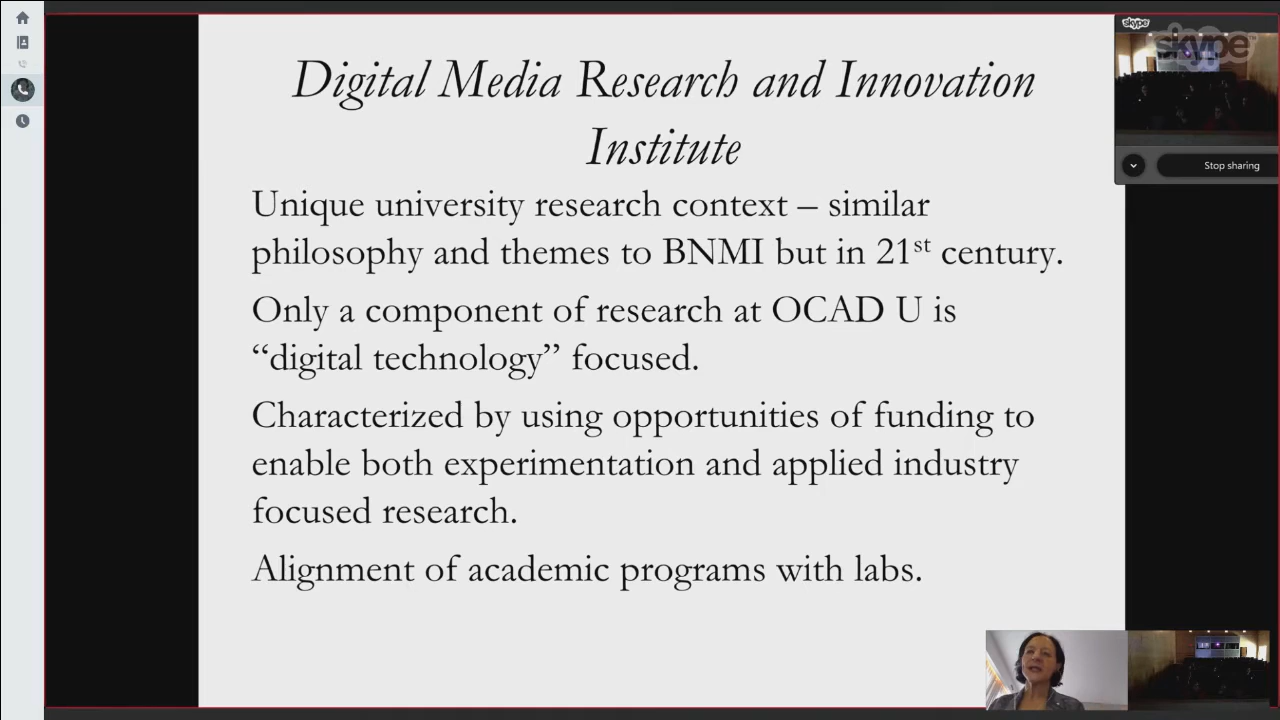 Digital Media Research and Innovation
Institute
Unique university research context – similar
philosophy and themes to BNMI but in 21st century.
Only a component of research at OCAD U is
“digital technology” focused.
Characterized by using opportunities of funding to
enable both experimentation and applied industry
focused research.
Alignment of academic programs with labs.
skype
skype
Stop sharing